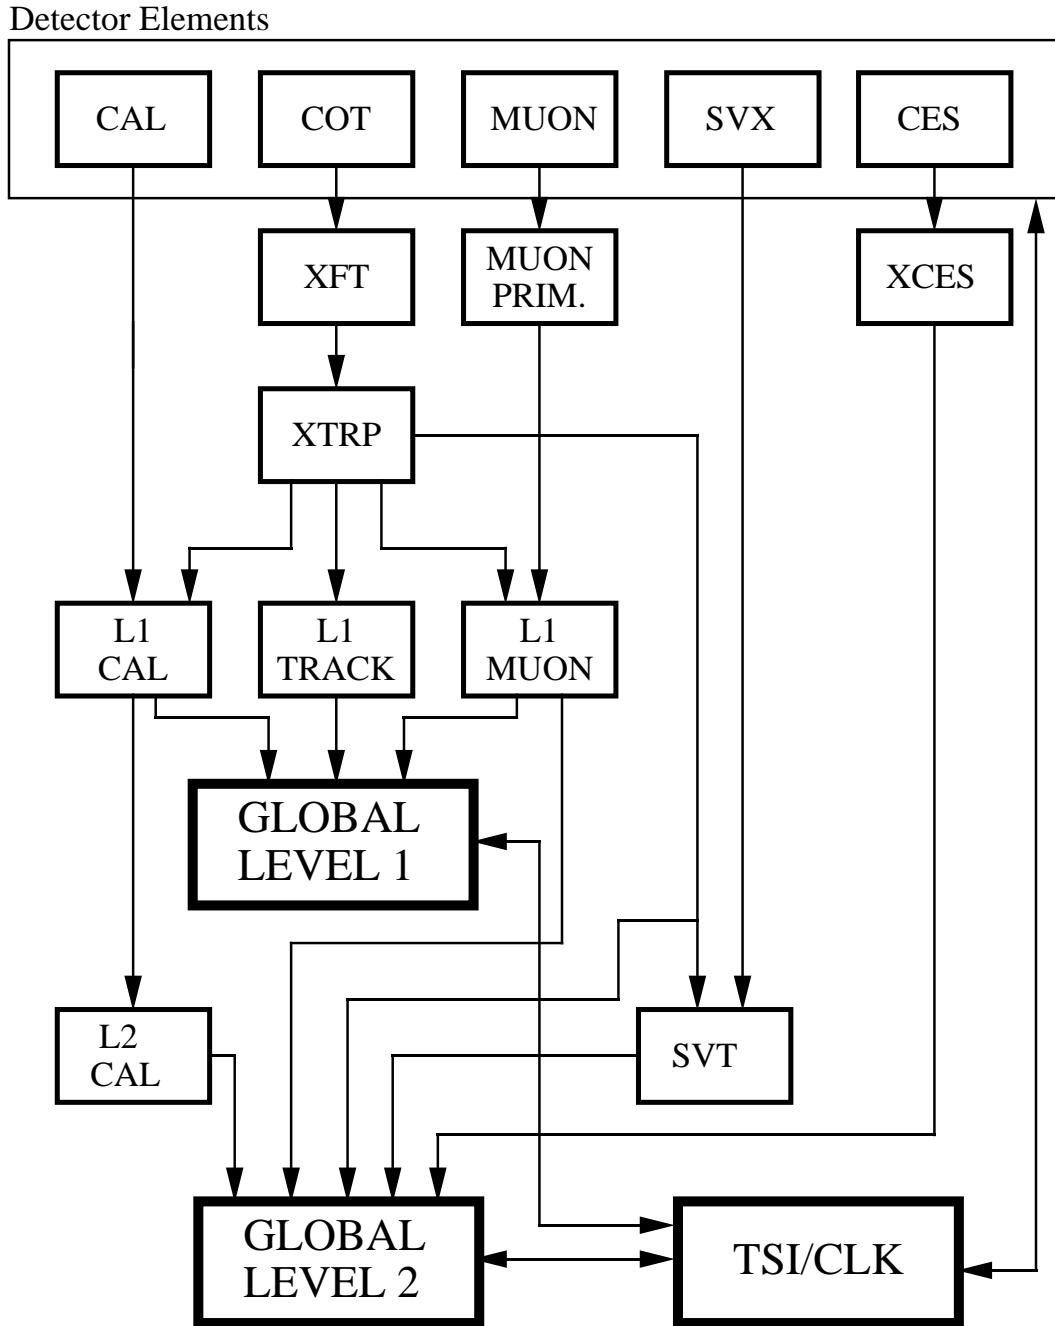 Detector Elements
CAL
COT
MUON
SVX
CES
XFT
MUON
PRIM.
XCES
XTRP
L1
CAL
L1
TRACK
L1
MUON
GLOBAL
LEVEL 1
L2
CAL
SVT
GLOBAL
LEVEL 2
TSI/CLK